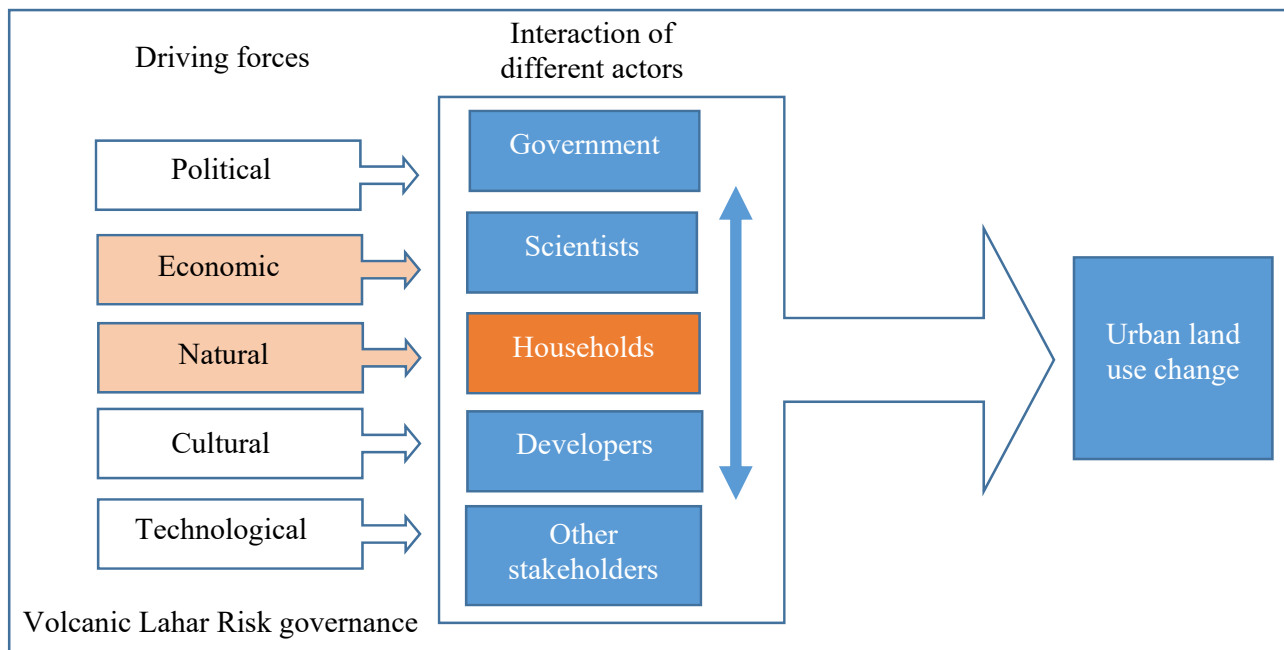 Driving forces
Interaction of
different actors
Political
Economic
Natural
Cultural
Technological
Government
Scientists
Households
Developers
Other
stakeholders
Urban land
use change
Volcanic Lahar Risk governance